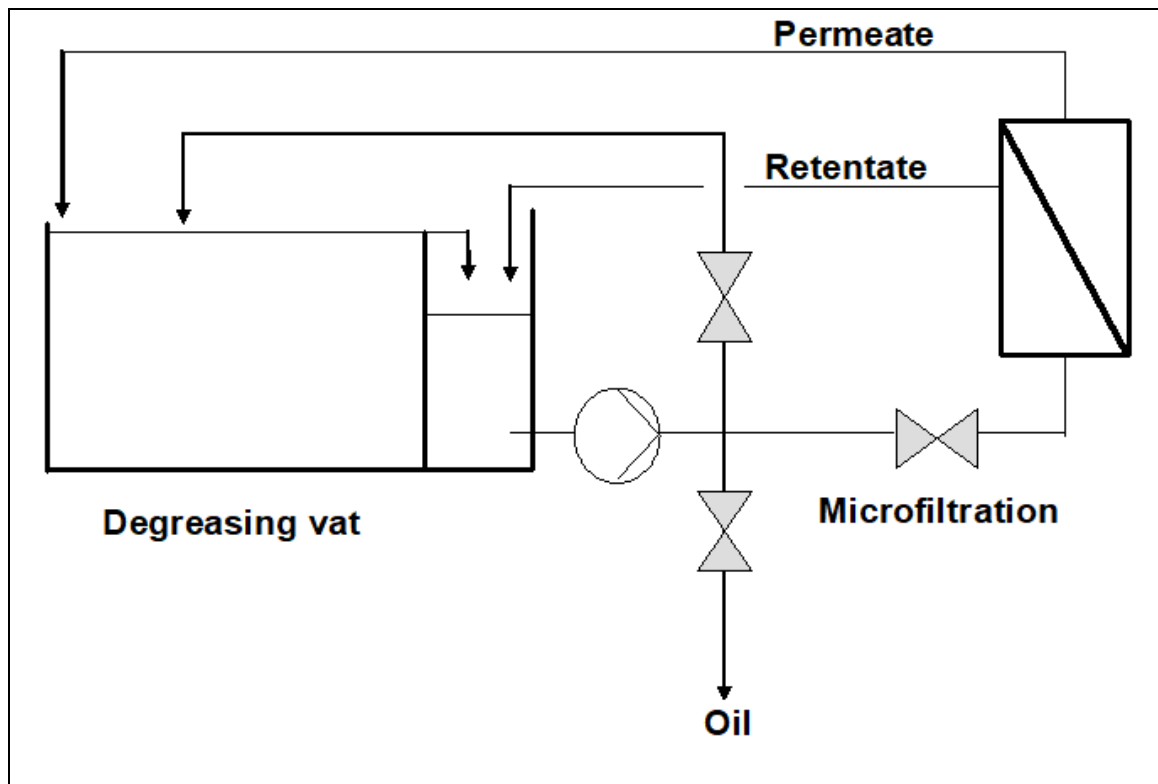 Permeate
Retentate
Degreasing vat
Microfiltration
Oil